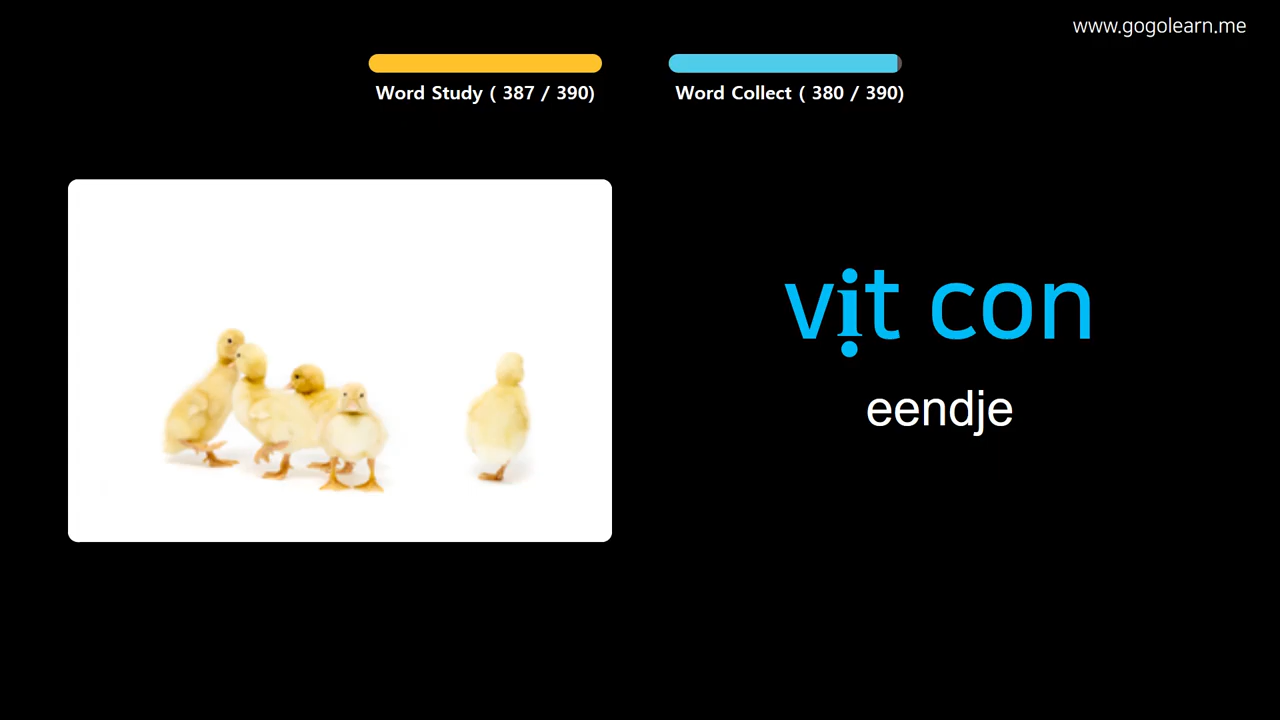 www.gogolearn.me
Word Study ( 387 / 390)
Word Collect ( 380 / 390)
vịt con
eendje